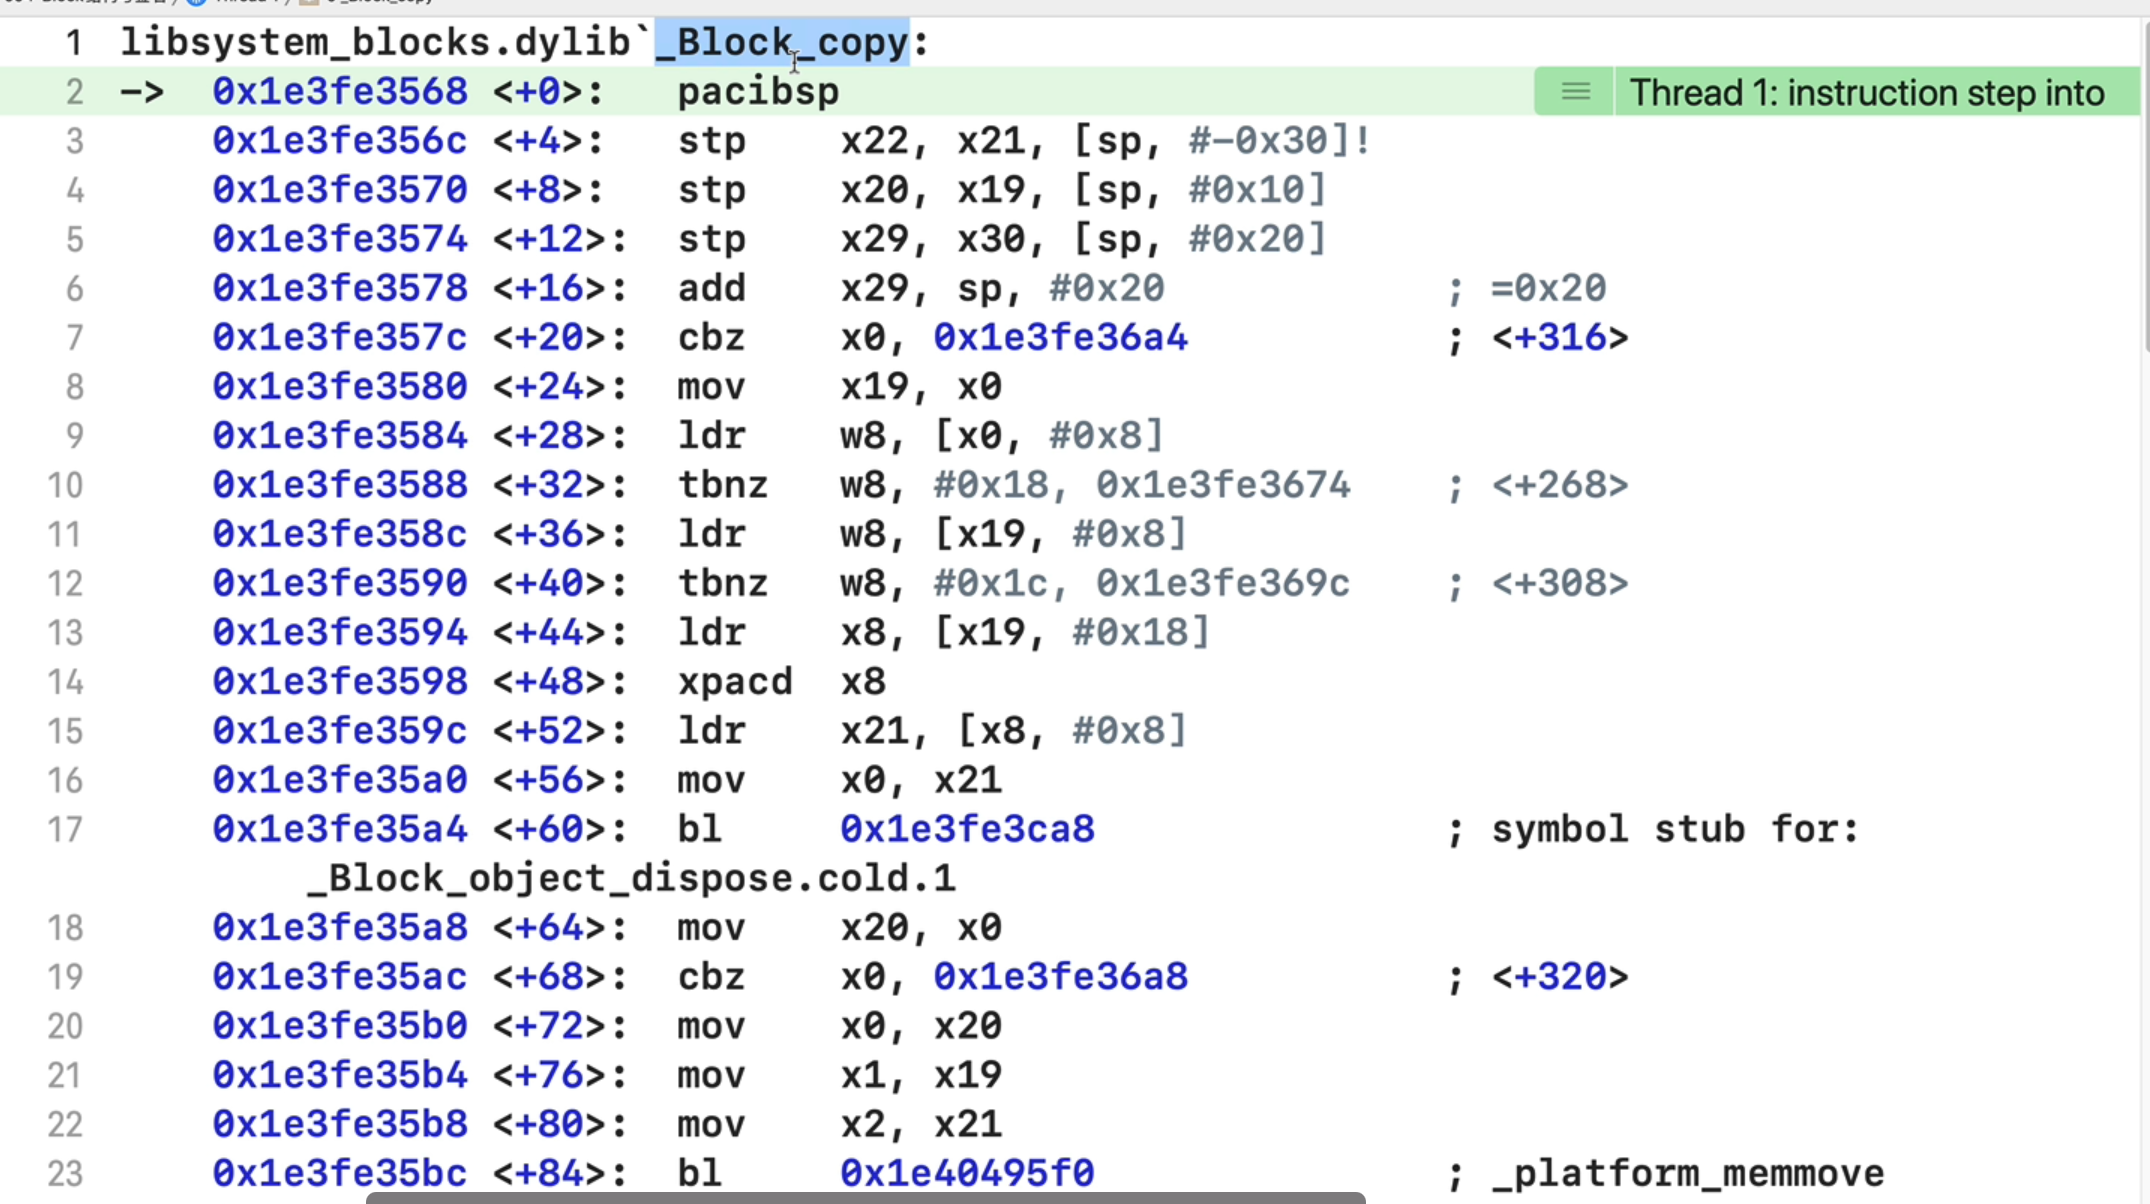 1 libsystem_blocks.dylib`_Block_copy:
2 -> 0x1e3fe3568 <+0>: pacibsp Thread 1: instruction step into
3 0x1e3fe356c <+4>: stp x22, x21, [sp, #-0x30]!
4 0x1e3fe3570 <+8>: stp x20, x19, [sp, #0x10]
5 0x1e3fe3574 <+12>: stp x29, x30, [sp, #0x20]
6 0x1e3fe3578 <+16>: add x29, sp, #0x20 ; =0x20
7 0x1e3fe357c <+20>: cbz x0, 0x1e3fe36a4 ; <+316>
8 0x1e3fe3580 <+24>: mov x19, x0
9 0x1e3fe3584 <+28>: ldr w8, [x0, #0x8]
10 0x1e3fe3588 <+32>: tbnz w8, #0x18, 0x1e3fe3674 ; <+268>
11 0x1e3fe358c <+36>: ldr w8, [x19, #0x8]
12 0x1e3fe3590 <+40>: tbnz w8, #0x1c, 0x1e3fe369c ; <+308>
13 0x1e3fe3594 <+44>: ldr x8, [x19, #0x18]
14 0x1e3fe3598 <+48>: xpacd x8
15 0x1e3fe359c <+52>: ldr x21, [x8, #0x8]
16 0x1e3fe35a0 <+56>: mov x0, x21
17 0x1e3fe35a4 <+60>: bl 0x1e3fe3ca8 ; symbol stub for:
_Block_object_dispose.cold.1
18 0x1e3fe35a8 <+64>: mov x20, x0
19 0x1e3fe35ac <+68>: cbz x0, 0x1e3fe36a8 ; <+320>
20 0x1e3fe35b0 <+72>: mov x0, x20
21 0x1e3fe35b4 <+76>: mov x1, x19
22 0x1e3fe35b8 <+80>: mov x2, x21
23 0x1e3fe35bc <+84>: bl 0x1e40495f0 ; _platform_memmove